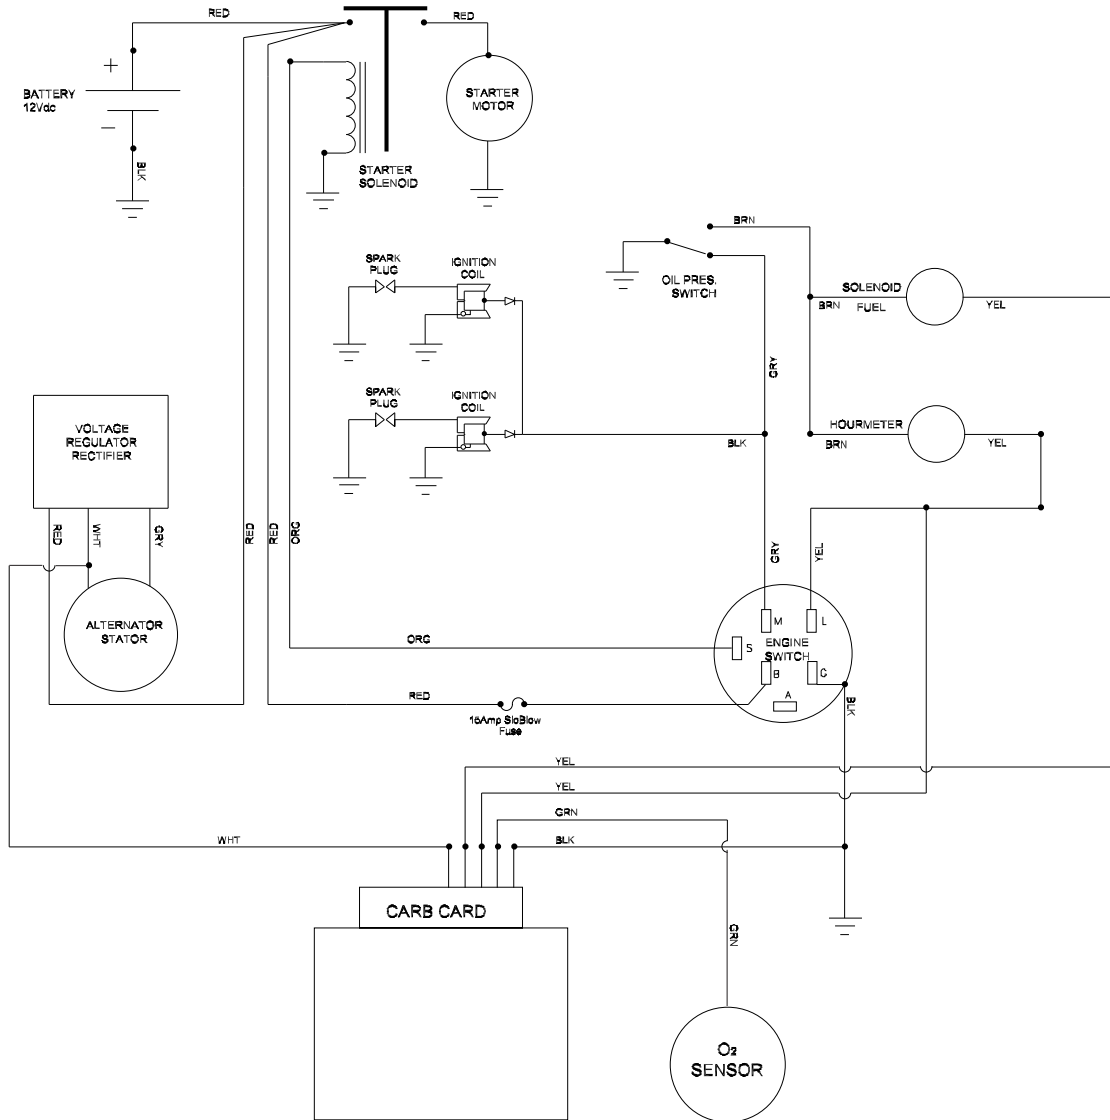 RED
RED
+
BATTERY
12Vdc
STARTER
MOTOR
BLK
STARTER
SOLENOID
BRN
SPARK
PLUG
IGNITION
COIL
OIL PRES.
SWITCH
SOLENOID
FUEL
BRN
YEL
GRY
SPARK
PLUG
IGNITION
COIL
HOURMETER
BLK
BRN
YEL
VOLTAGE
REGULATOR
RECTIFIER
RED
WHT
GRY
RED
RED
ORG
GRY
YEL
ALTERNATOR
STATOR
M
L
ORG
S
ENGINE
SWITCH
B
G
RED
A
BLK
15Amp SloBlow
Fuse
YEL
YEL
GRN
WHT
BLK
CARB CARD
GRN
O2
SENSOR